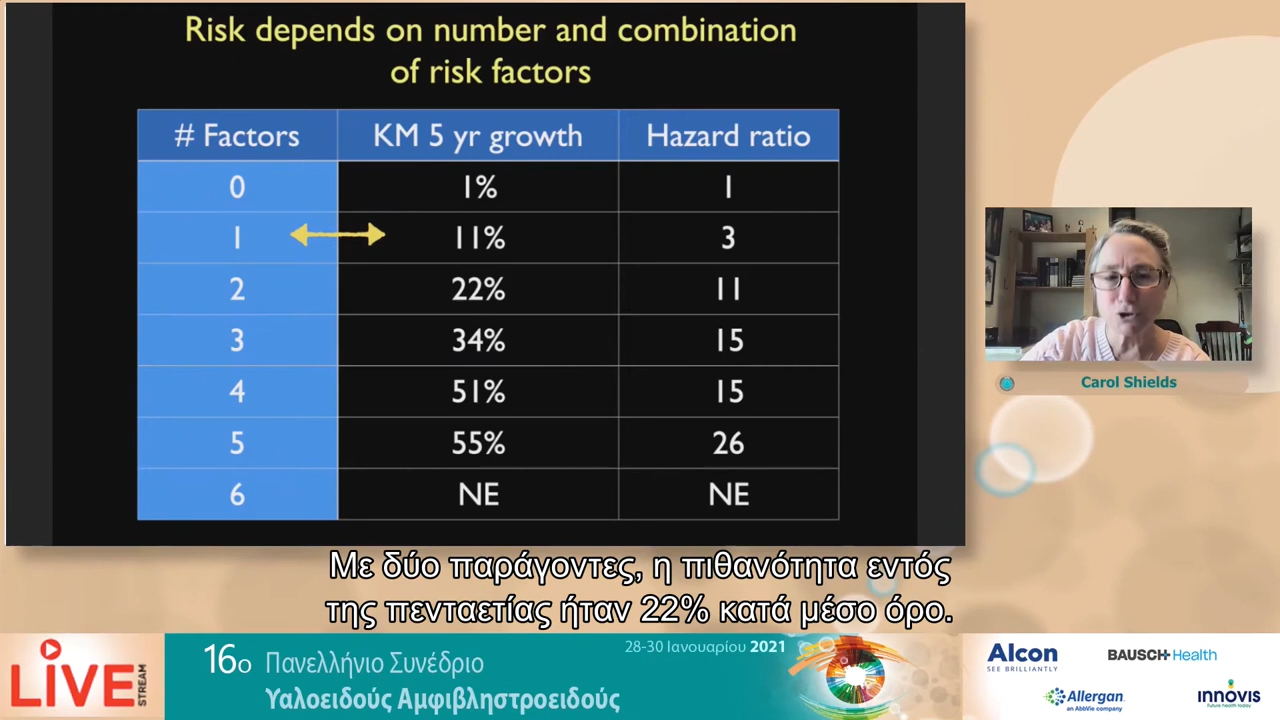 Risk depends on number and combination
of risk factors
# Factors KM 5 yr growth Hazard ratio
0 1% 1
1 11% 3
2 22% 11
3 34% 15
4 51% 15
5 55% 26
6 NE NE
Carol Shields
Με δύο παράγοντες, η πιθανότητα εντός
της πενταετίας ήταν 22% κατά μέσο όρο.
LIVE STREAM
16ο Πανελλήνιο Συνέδριο
Υαλοειδούς Αμφιβληστροειδούς
28-30 Ιανουαρίου 2021
Alcon
SEE BRILLIANTLY
BAUSCH+Health
Allergan
an AbbVie company
INNOVIS
Future health today